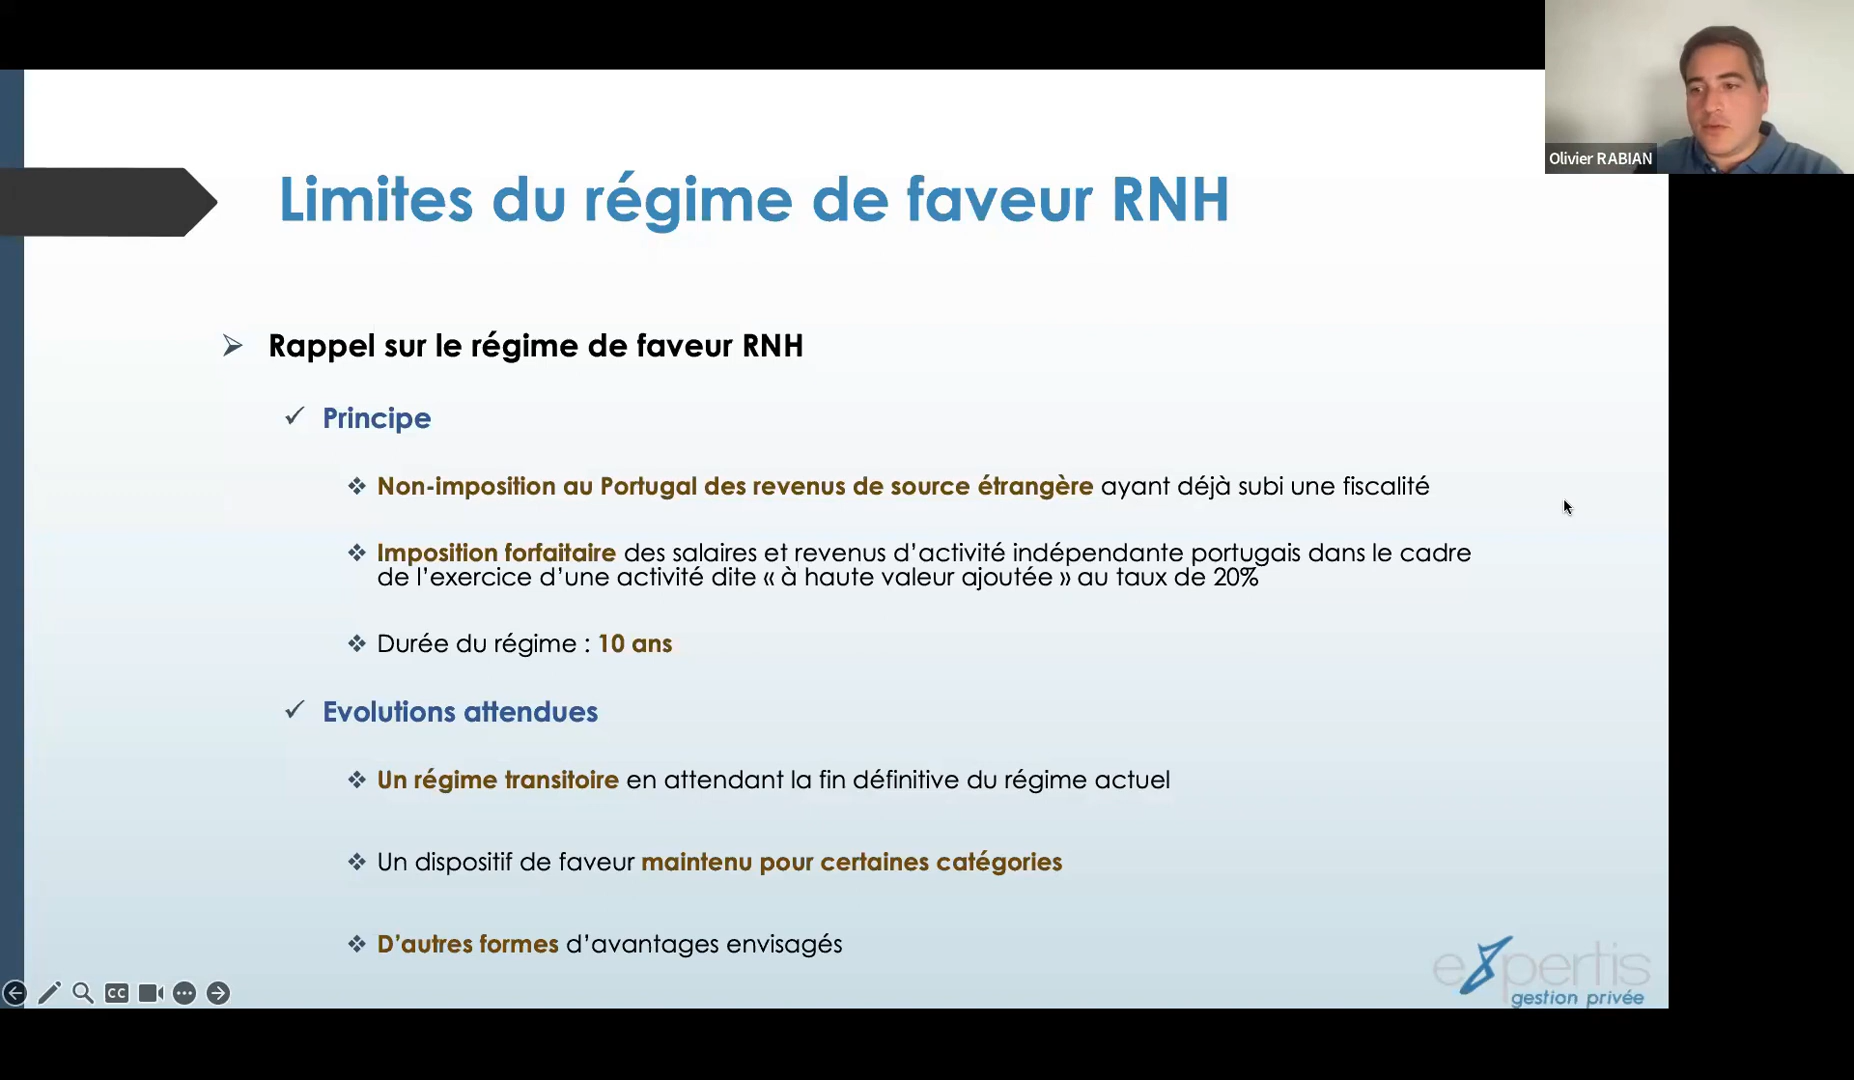 Olivier RABIAN
Limites du régime de faveur RNH
Rappel sur le régime de faveur RNH
Principe
Non-imposition au Portugal des revenus de source étrangère ayant déjà subi une fiscalité
Imposition forfaitaire des salaires et revenus d’activité indépendante portugais dans le cadre
de l’exercice d’une activité dite « à haute valeur ajoutée » au taux de 20%
Durée du régime : 10 ans
Evolutions attendues
Un régime transitoire en attendant la fin définitive du régime actuel
Un dispositif de faveur maintenu pour certaines catégories
D’autres formes d’avantages envisagés
CC
expertis
gestion privée